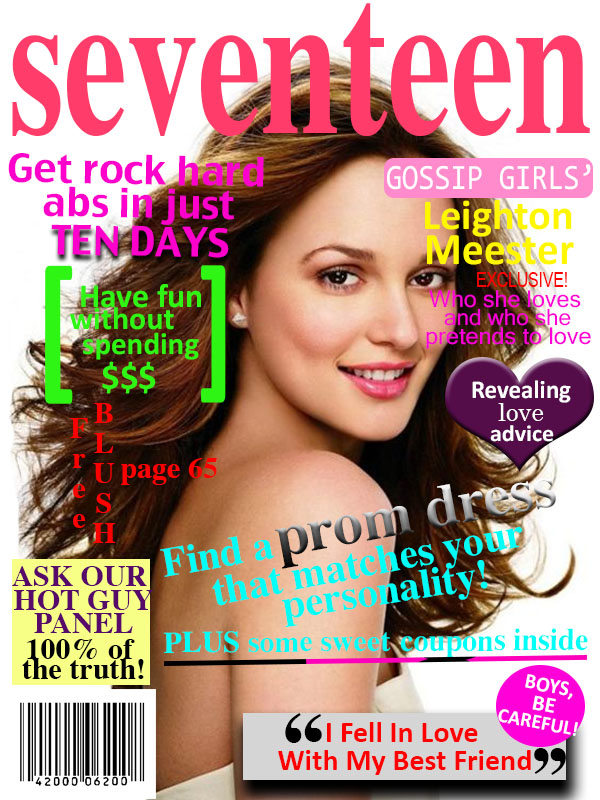 seventeen
Get rock hard
abs in just
TEN DAYS
GOSSIP GIRLS’
Leighton
Meester
EXCLUSIVE!
Who she loves
and who she
pretends to love
Have fun
without
spending
$$$
Revealing
love
advice
Free
BLUSH
page 65
Find a prom dress
that matches your
personality!
PLUS some sweet coupons inside
ASK OUR
HOT GUY
PANEL
100% of
the truth!
BOYS,
BE
CAREFUL!
“I Fell In Love
With My Best Friend”
42000 06200